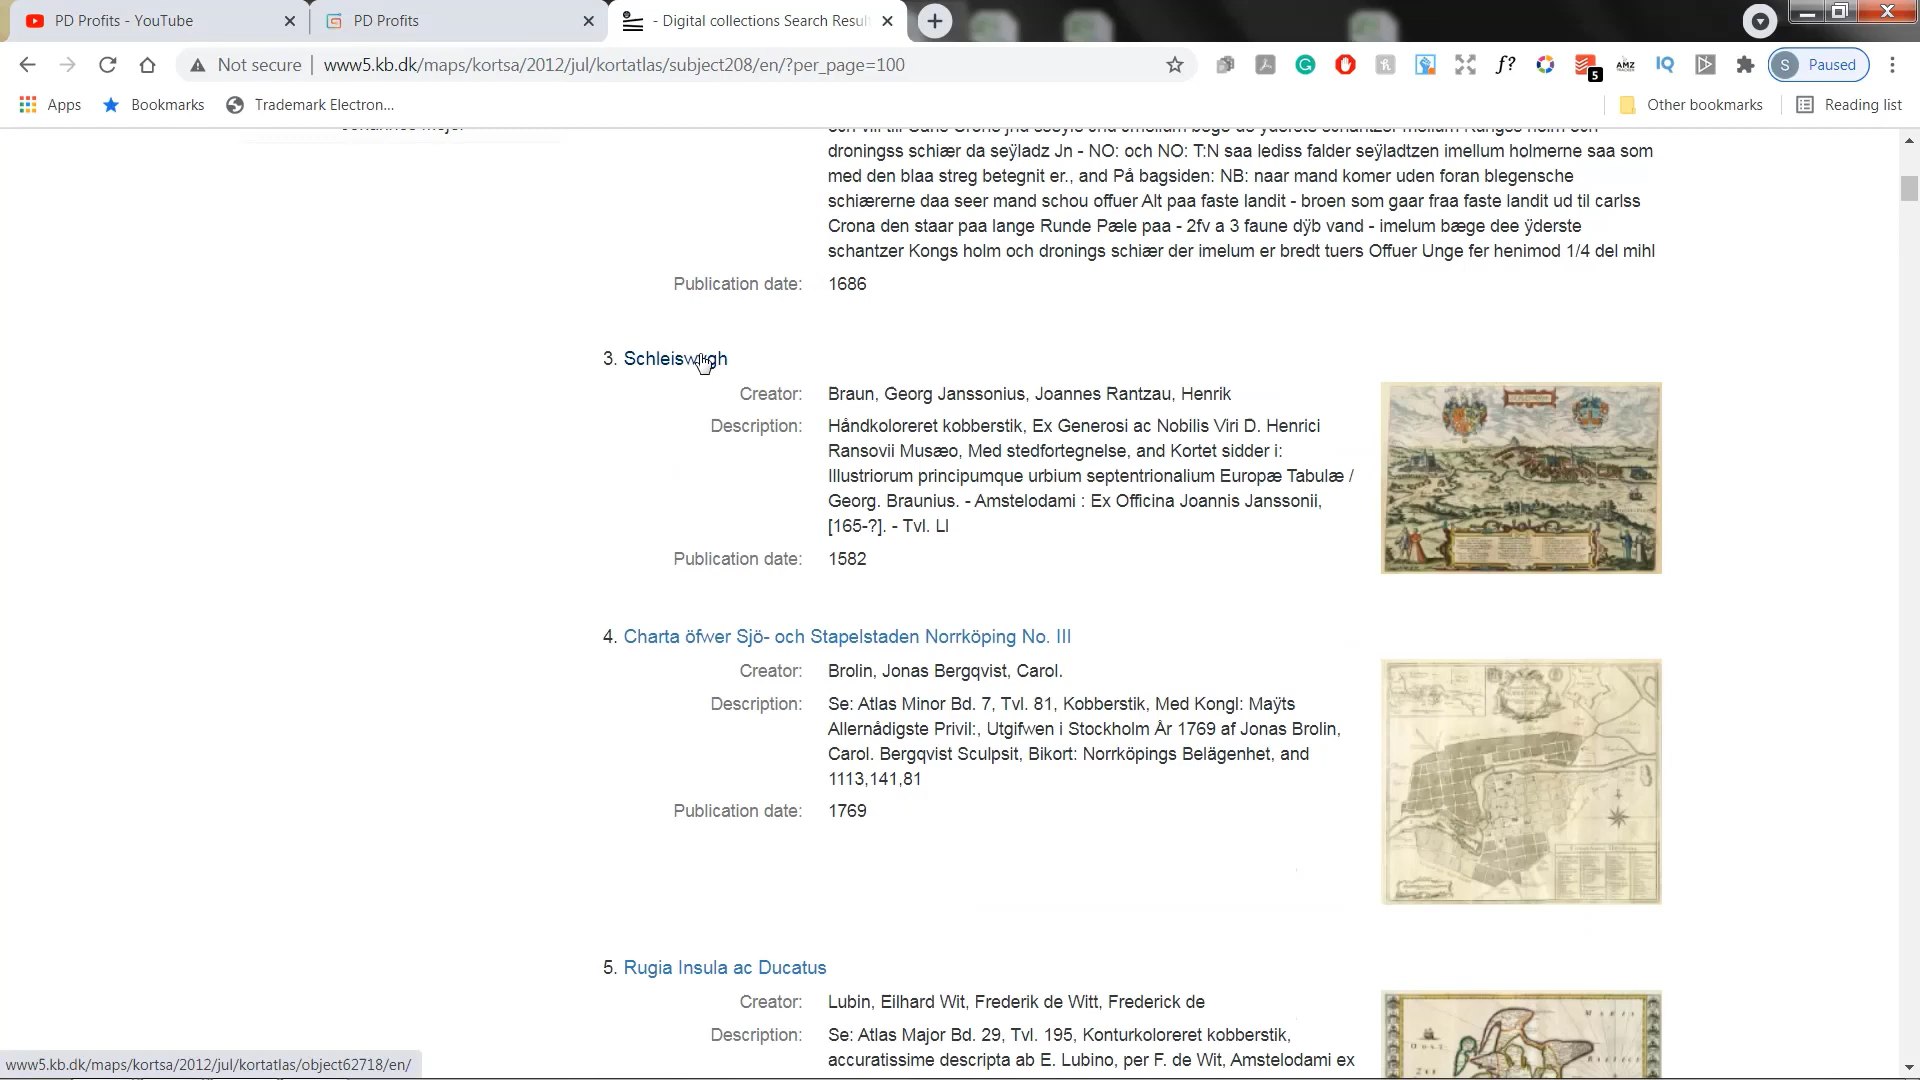 PD Profits - YouTube
PD Profits
- Digital collections Search Resul
Not secure
www5.kb.dk/maps/kortsa/2012/jul/kortatlas/subject208/en/?per_page=100
f?
5
AMZ
IQ
S Paused
Apps
Bookmarks
Trademark Electron...
Other bookmarks
Reading list
droningss schiær da seÿladz Jn - NO: och NO: T:N saa lediss falder seÿladtzen imellum holmerne saa som
med den blaa streg betegnit er., and På bagsiden: NB: naar mand komer uden foran blegensche
schiærerne daa seer mand schou offuer Alt paa faste landit - broen som gaar fraa faste landit ud til carlss
Crona den staar paa lange Runde Pæle paa - 2fv a 3 faune dÿb vand - imelum bæge dee ÿderste
schantzer Kongs holm och dronings schiær der imelum er bredt tuers Offuer Unge fer henimod 1/4 del mihl
Publication date: 1686
3. Schleiswigh
Creator: Braun, Georg Janssonius, Joannes Rantzau, Henrik
Description: Håndkoloreret kobberstik, Ex Generosi ac Nobilis Viri D. Henrici
Ransovii Musæo, Med stedfortegnelse, and Kortet sidder i:
Illustriorum principumque urbium septentrionalium Europæ Tabulæ /
Georg. Braunius. - Amstelodami : Ex Officina Joannis Janssonii,
[165-?]. - Tvl. LI
Publication date: 1582
4. Charta öfwer Sjö- och Stapelstaden Norrköping No. III
Creator: Brolin, Jonas Bergqvist, Carol.
Description: Se: Atlas Minor Bd. 7, Tvl. 81, Kobberstik, Med Kongl: Maÿts
Allernådigste Privil:, Utgifwen i Stockholm År 1769 af Jonas Brolin,
Carol. Bergqvist Sculpsit, Bikort: Norrköpings Belägenhet, and
1113,141,81
Publication date: 1769
5. Rugia Insula ac Ducatus
Creator: Lubin, Eilhard Wit, Frederik de Witt, Frederick de
Description: Se: Atlas Major Bd. 29, Tvl. 195, Konturkoloreret kobberstik,
accuratissime descripta ab E. Lubino, per F. de Wit, Amstelodami ex
www5.kb.dk/maps/kortsa/2012/jul/kortatlas/object62718/en/